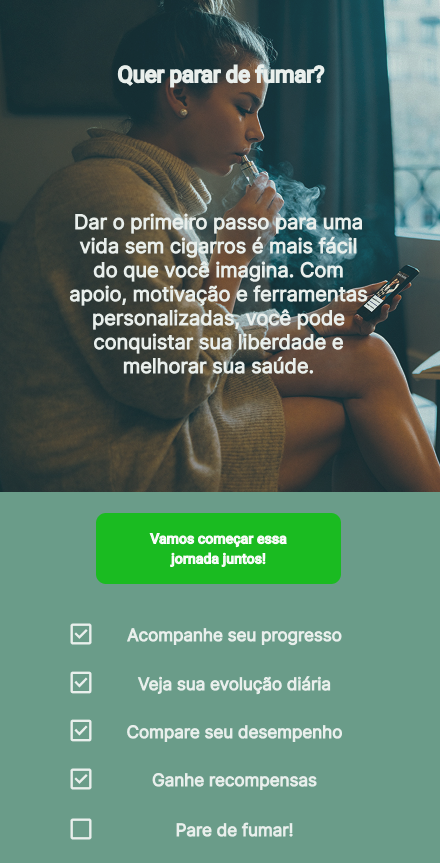 Quer parar de fumar?
Dar o primeiro passo para uma
vida sem cigarros é mais fácil
do que você imagina. Com
apoio, motivação e ferramentas
personalizadas, você pode
conquistar sua liberdade e
melhorar sua saúde.
Vamos começar essa
jornada juntos!
Acompanhe seu progresso
Veja sua evolução diária
Compare seu desempenho
Ganhe recompensas
Pare de fumar!